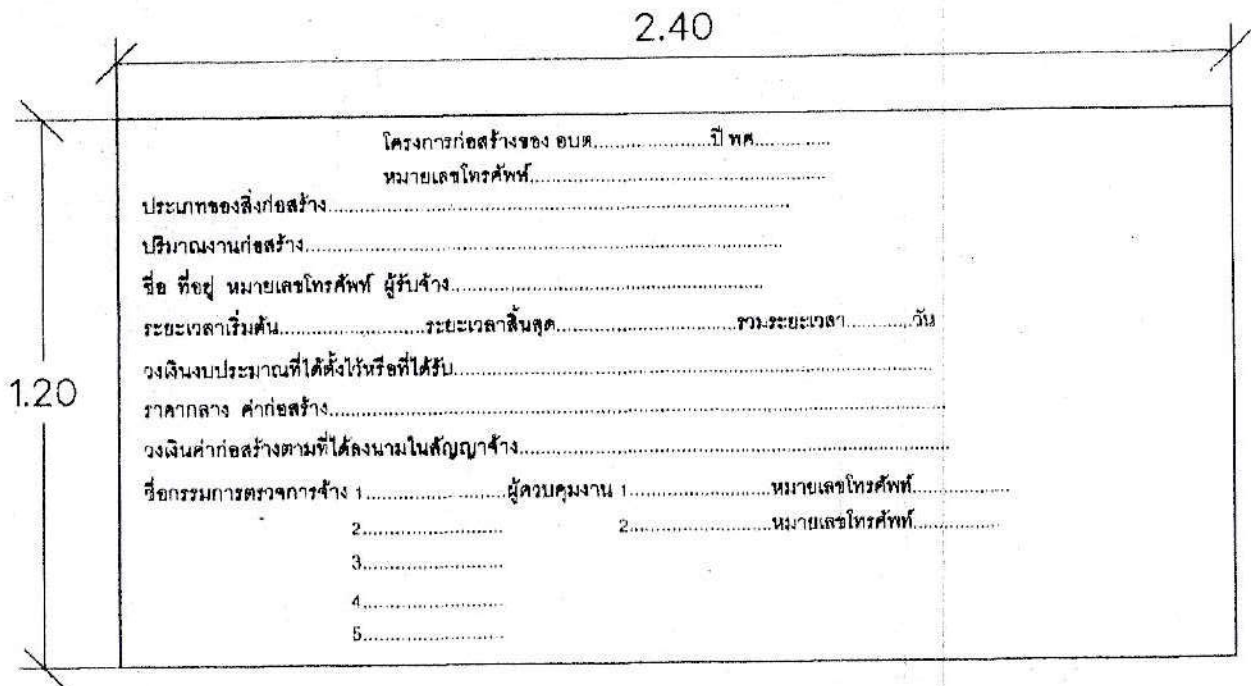 2.40
โครงการก่อสร้างของ อบต......................ปี พศ..............
หมายเลขโทรศัพท์......................................................
ประเภทของสิ่งก่อสร้าง.....................................................................................
ปริมาณงานก่อสร้าง........................................................................................
ชื่อ ที่อยู่ หมายเลขโทรศัพท์ ผู้รับจ้าง.........................................................
ระยะเวลาเริ่มต้น..........................ระยะเวลาสิ้นสุด.................................รวมระยะเวลา............วัน
วงเงินงบประมาณที่ได้ตั้งไว้หรือที่ได้รับ.......................................................................................
1.20
ราคากลาง ค่าก่อสร้าง................................................................................................................
วงเงินค่าก่อสร้างตามที่ได้ลงนามในสัญญาจ้าง...............................................................................
ชื่อกรรมการตรวจการจ้าง 1..........................ผู้ควบคุมงาน 1..........................หมายเลขโทรศัพท์..................
2.......................... 2..........................หมายเลขโทรศัพท์................
3..........................
4..........................
5..........................